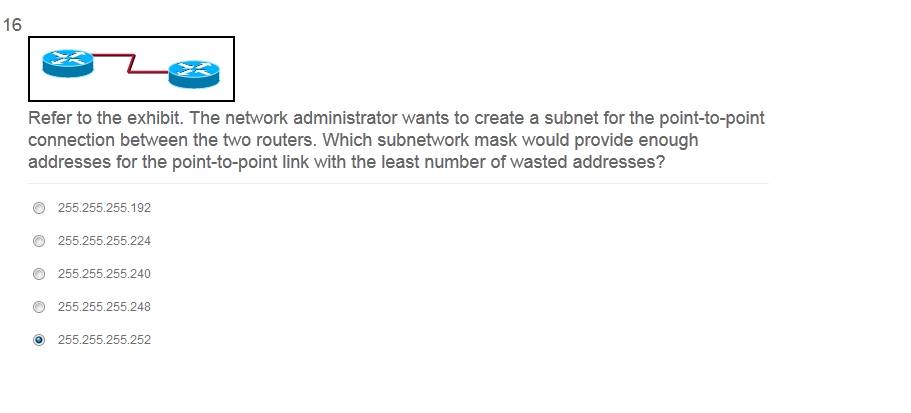 16
Refer to the exhibit. The network administrator wants to create a subnet for the point-to-point
connection between the two routers. Which subnetwork mask would provide enough
addresses for the point-to-point link with the least number of wasted addresses?
255.255.255.192
255.255.255.224
255.255.255.240
255.255.255.248
255.255.255.252